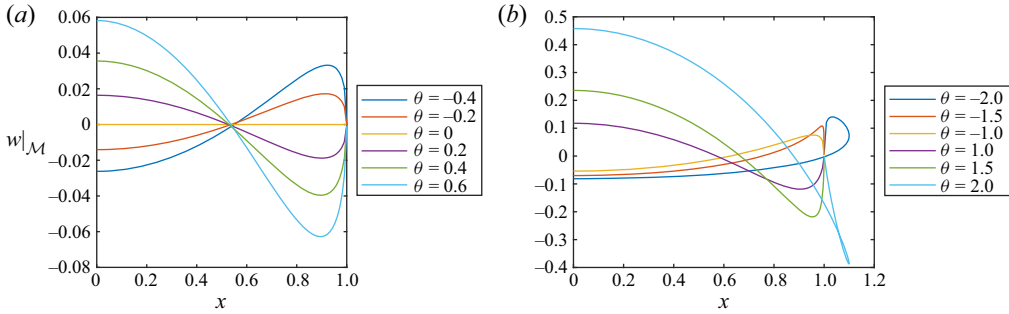 (a)
0.06
0.04
0.02
0
–0.02
–0.04
–0.06
–0.08
w|ℳ
0
0.2
0.4
0.6
0.8
1.0
x
θ = –0.4
θ = –0.2
θ = 0
θ = 0.2
θ = 0.4
θ = 0.6
(b)
0.5
0.4
0.3
0.2
0.1
0
–0.1
–0.2
–0.3
0.4
0
0.2
0.4
0.6
0.8
1.0
1.2
x
θ = –2.0
θ = –1.5
θ = –1.0
θ = 1.0
θ = 1.5
θ = 2.0